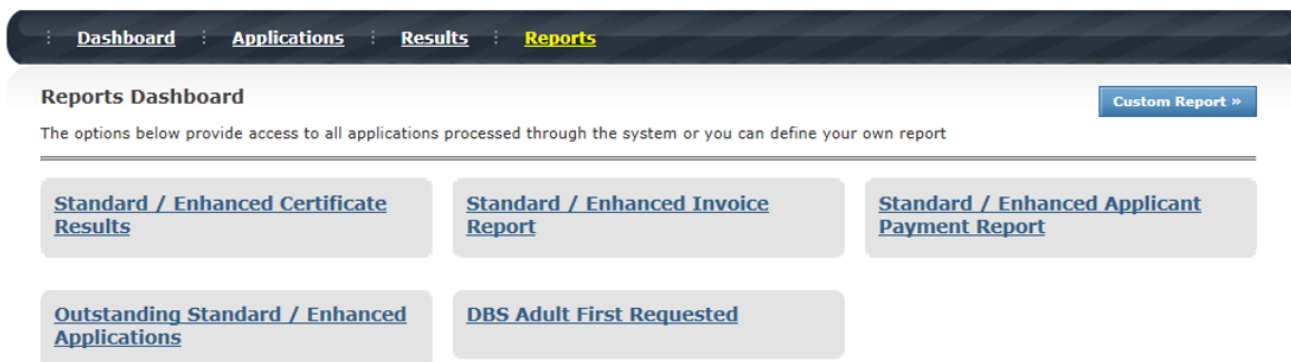 Dashboard Applications Results Reports
Reports Dashboard
Custom Report »
The options below provide access to all applications processed through the system or you can define your own report
Standard / Enhanced Certificate
Results
Standard / Enhanced Invoice
Report
Standard / Enhanced Applicant
Payment Report
Outstanding Standard / Enhanced
Applications
DBS Adult First Requested